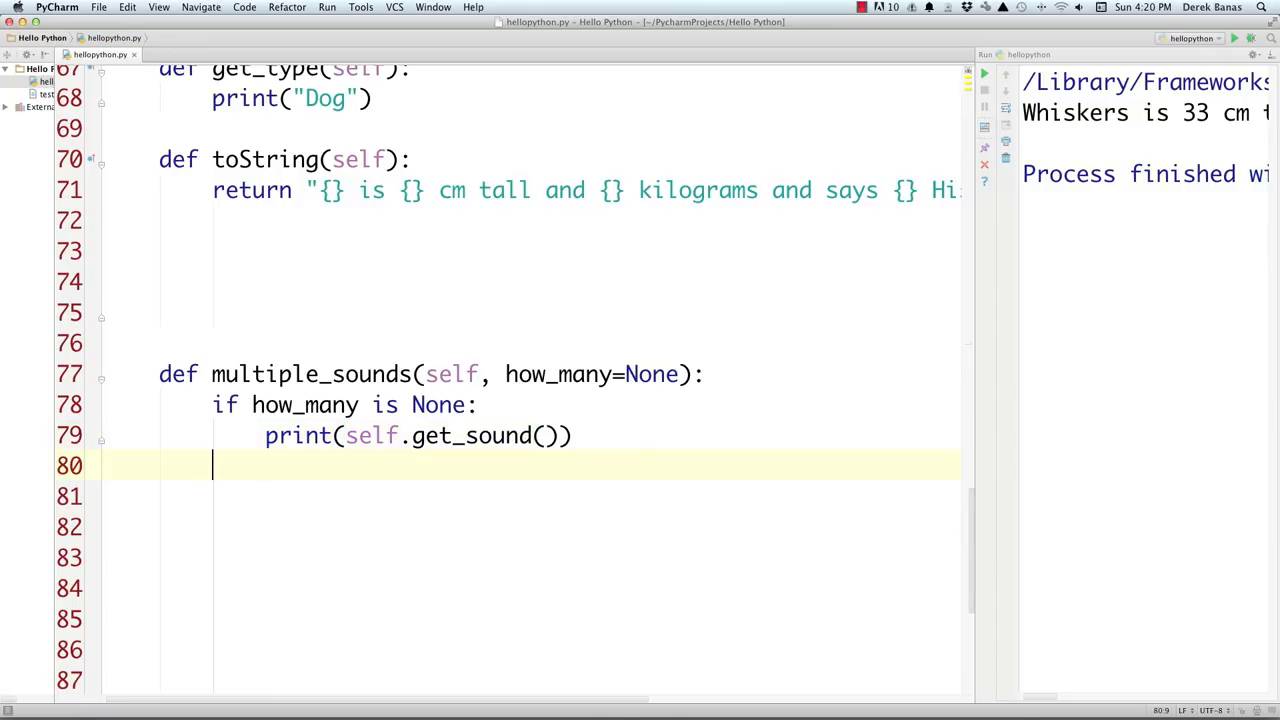 PyCharm File Edit View Navigate Code Refactor Run Tools VCS Window Help 10 Sun 4:20 PM Derek Banas
hellopython.py - Hello Python - [~/PycharmProjects/Hello Python]
Hello Python hellopython.py hellopython
hellopython.py Run hellopython
Hello P
hell
test
Externa
67 def get_type(self):
68 print("Dog")
69
70 def toString(self):
71 return "{} is {} cm tall and {} kilograms and says {} Hi
72
73
74
75
76
77 def multiple_sounds(self, how_many=None):
78 if how_many is None:
79 print(self.get_sound())
80
81
82
83
84
85
86
87
/Library/Frameworks
Whiskers is 33 cm t
Process finished wi
80:9 LF UTF-8